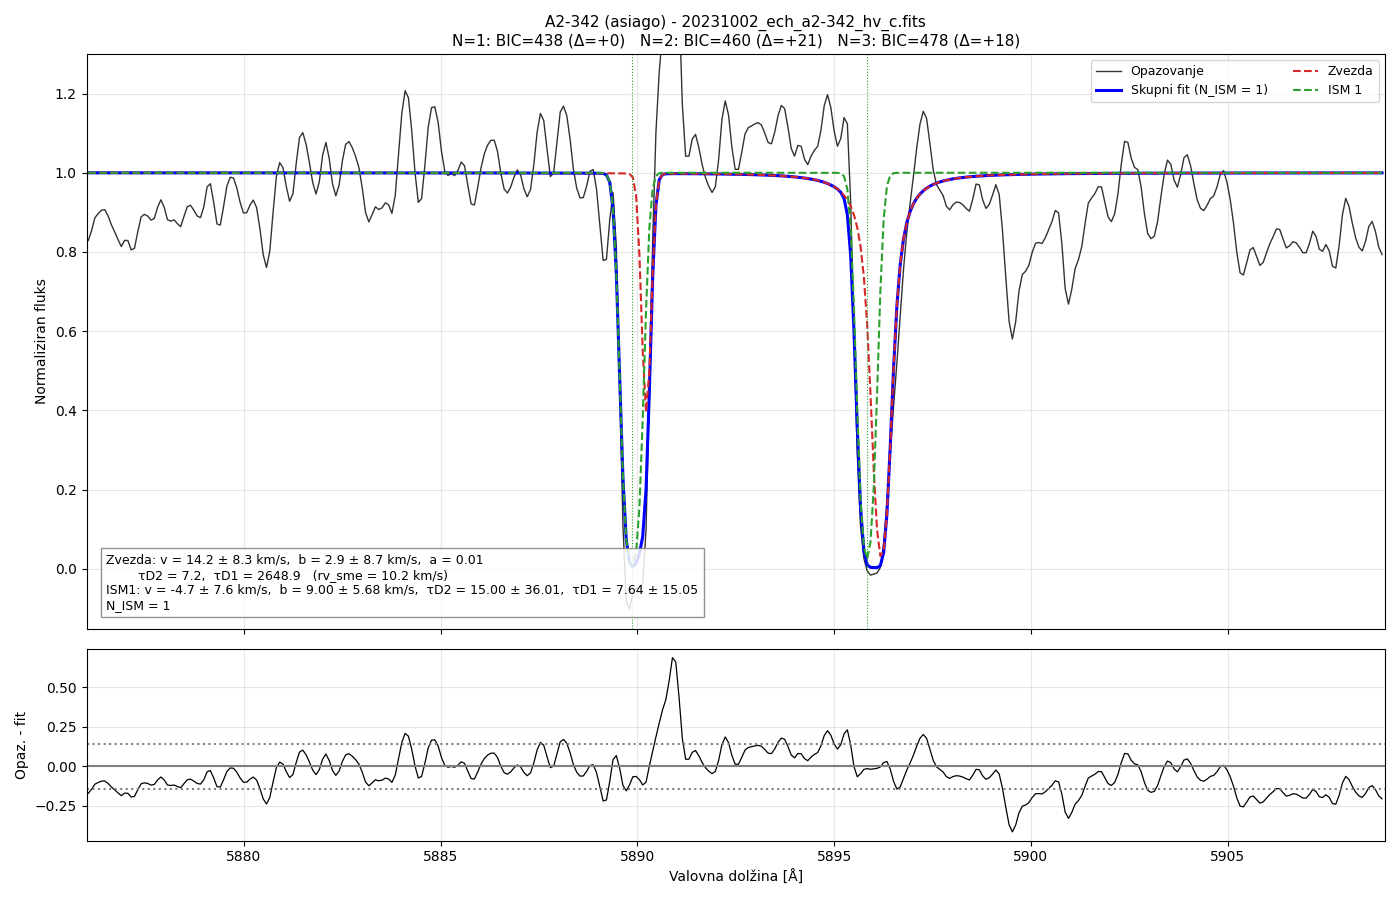 A2-342 (asiago) - 20231002_ech_a2-342_hv_c.fits
N=1: BIC=438 (Δ=+0)   N=2: BIC=460 (Δ=+21)   N=3: BIC=478 (Δ=+18)
Opazovanje
Skupni fit (N_ISM = 1)
Zvezda
ISM 1
Normaliziran fluks
1.2
1.0
0.8
0.6
0.4
0.2
0.0
Zvezda: v = 14.2 ± 8.3 km/s,  b = 2.9 ± 8.7 km/s,  a = 0.01
τD2 = 7.2,  τD1 = 2648.9   (rv_sme = 10.2 km/s)
ISM1: v = -4.7 ± 7.6 km/s,  b = 9.00 ± 5.68 km/s,  τD2 = 15.00 ± 36.01,  τD1 = 7.64 ± 15.05
N_ISM = 1
Opaz. - fit
0.50
0.25
0.00
−0.25
5880
5885
5890
5895
5900
5905
Valovna dolžina [Å]